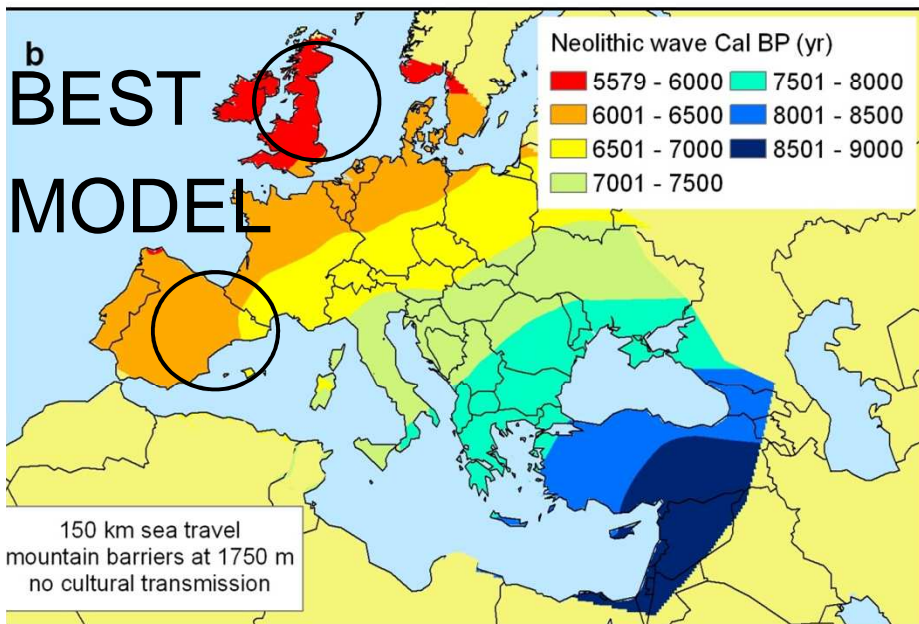 b
BEST
MODEL
Neolithic wave Cal BP (yr)
5579 - 6000
6001 - 6500
6501 - 7000
7001 - 7500
7501 - 8000
8001 - 8500
8501 - 9000
150 km sea travel
mountain barriers at 1750 m
no cultural transmission